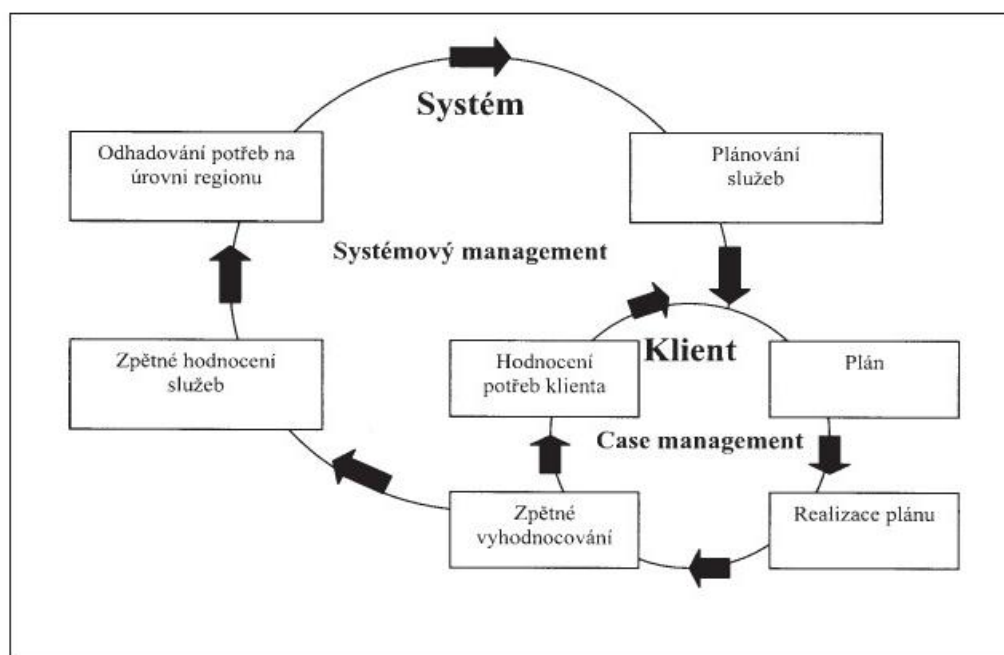 Systém
Odhadování potřeb na
úrovni regionu
Plánování
služeb
Systémový management
Zpětné hodnocení
služeb
Hodnocení
potřeb klienta
Klient
Plán
Case management
Zpětné
vyhodnocování
Realizace plánu